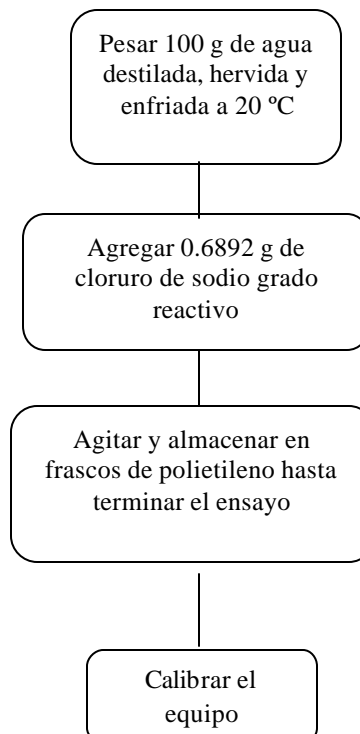 Pesar 100 g de agua
destilada, hervida y
enfriada a 20 ºC
Agregar 0.6892 g de
cloruro de sodio grado
reactivo
Agitar y almacenar en
frascos de polietileno hasta
terminar el ensayo
Calibrar el
equipo